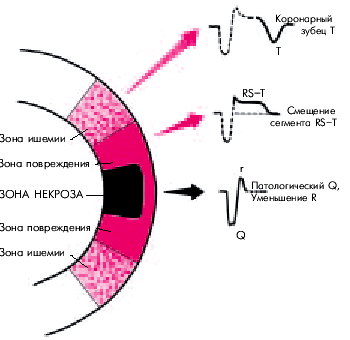 Коронарный
зубец Т
Т
RS–T
Зона ишемии
Смещение
сегмента RS–T
Зона повреждения
r
ЗОНА НЕКРОЗА
Патологический Q,
Уменьшение R
Зона повреждения
Q
Зона ишемии